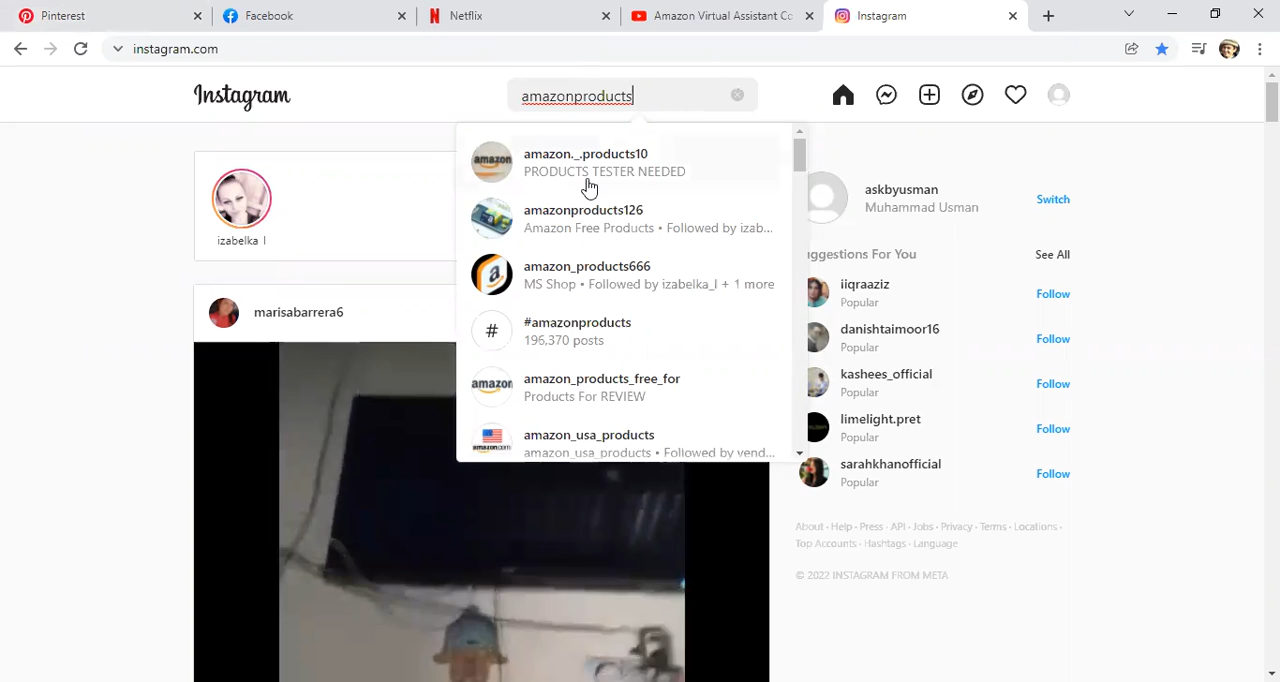 Pinterest
Facebook
Netflix
Amazon Virtual Assistant Co
Instagram
instagram.com
Instagram
amazonproducts
amazon._.products10
PRODUCTS TESTER NEEDED
amazonproducts126
Amazon Free Products • Followed by izab...
amazon_products666
MS Shop • Followed by izabelka_l + 1 more
#amazonproducts
196,370 posts
amazon_products_free_for
Products For REVIEW
amazon_usa_products
amazon_usa_products • Followed by vend...
izabelka_l
marisabarrera6
askbyusman
Muhammad Usman
Switch
uggestions For You
See All
iiqraaziz
Popular
Follow
danishtaimoor16
Popular
Follow
kashees_official
Popular
Follow
limelight.pret
Popular
Follow
sarahkhanofficial
Popular
Follow
About · Help · Press · API · Jobs · Privacy · Terms · Locations ·
Top Accounts · Hashtags · Language
© 2022 INSTAGRAM FROM META